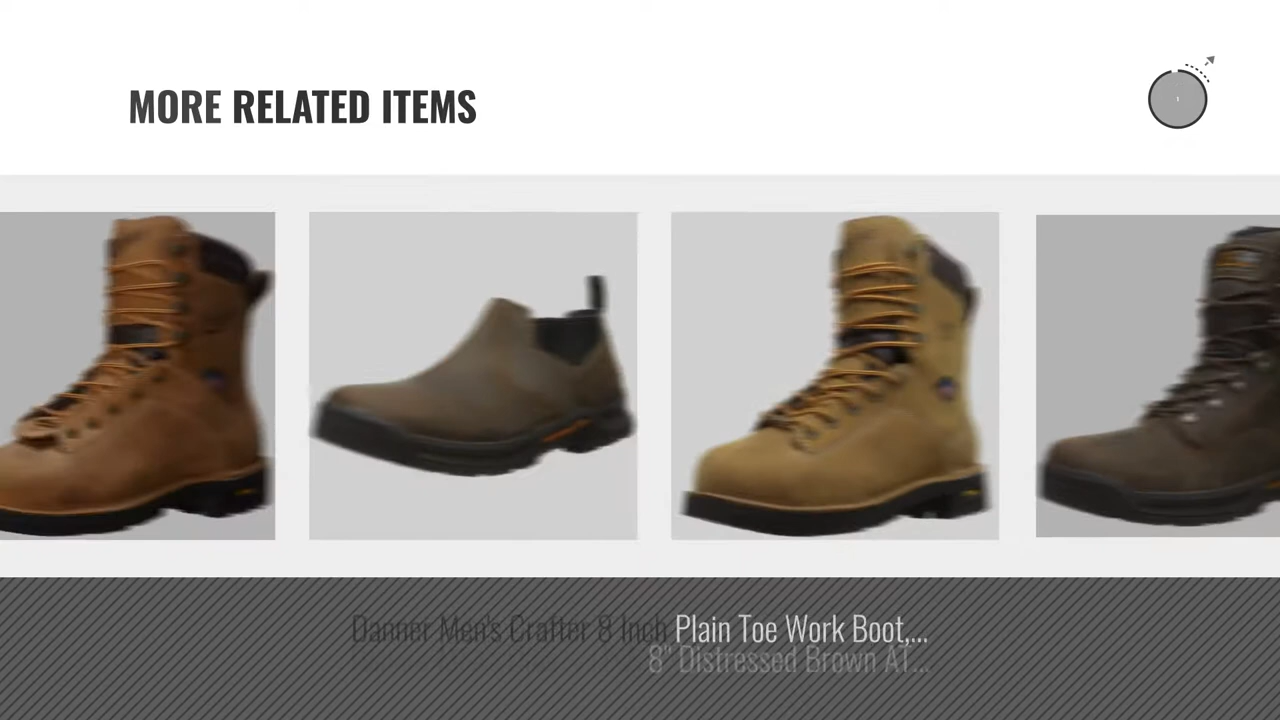 MORE RELATED ITEMS
Danner Men's Crafter 8 Inch Plain Toe Work Boot,...
8" Distressed Brown AT...